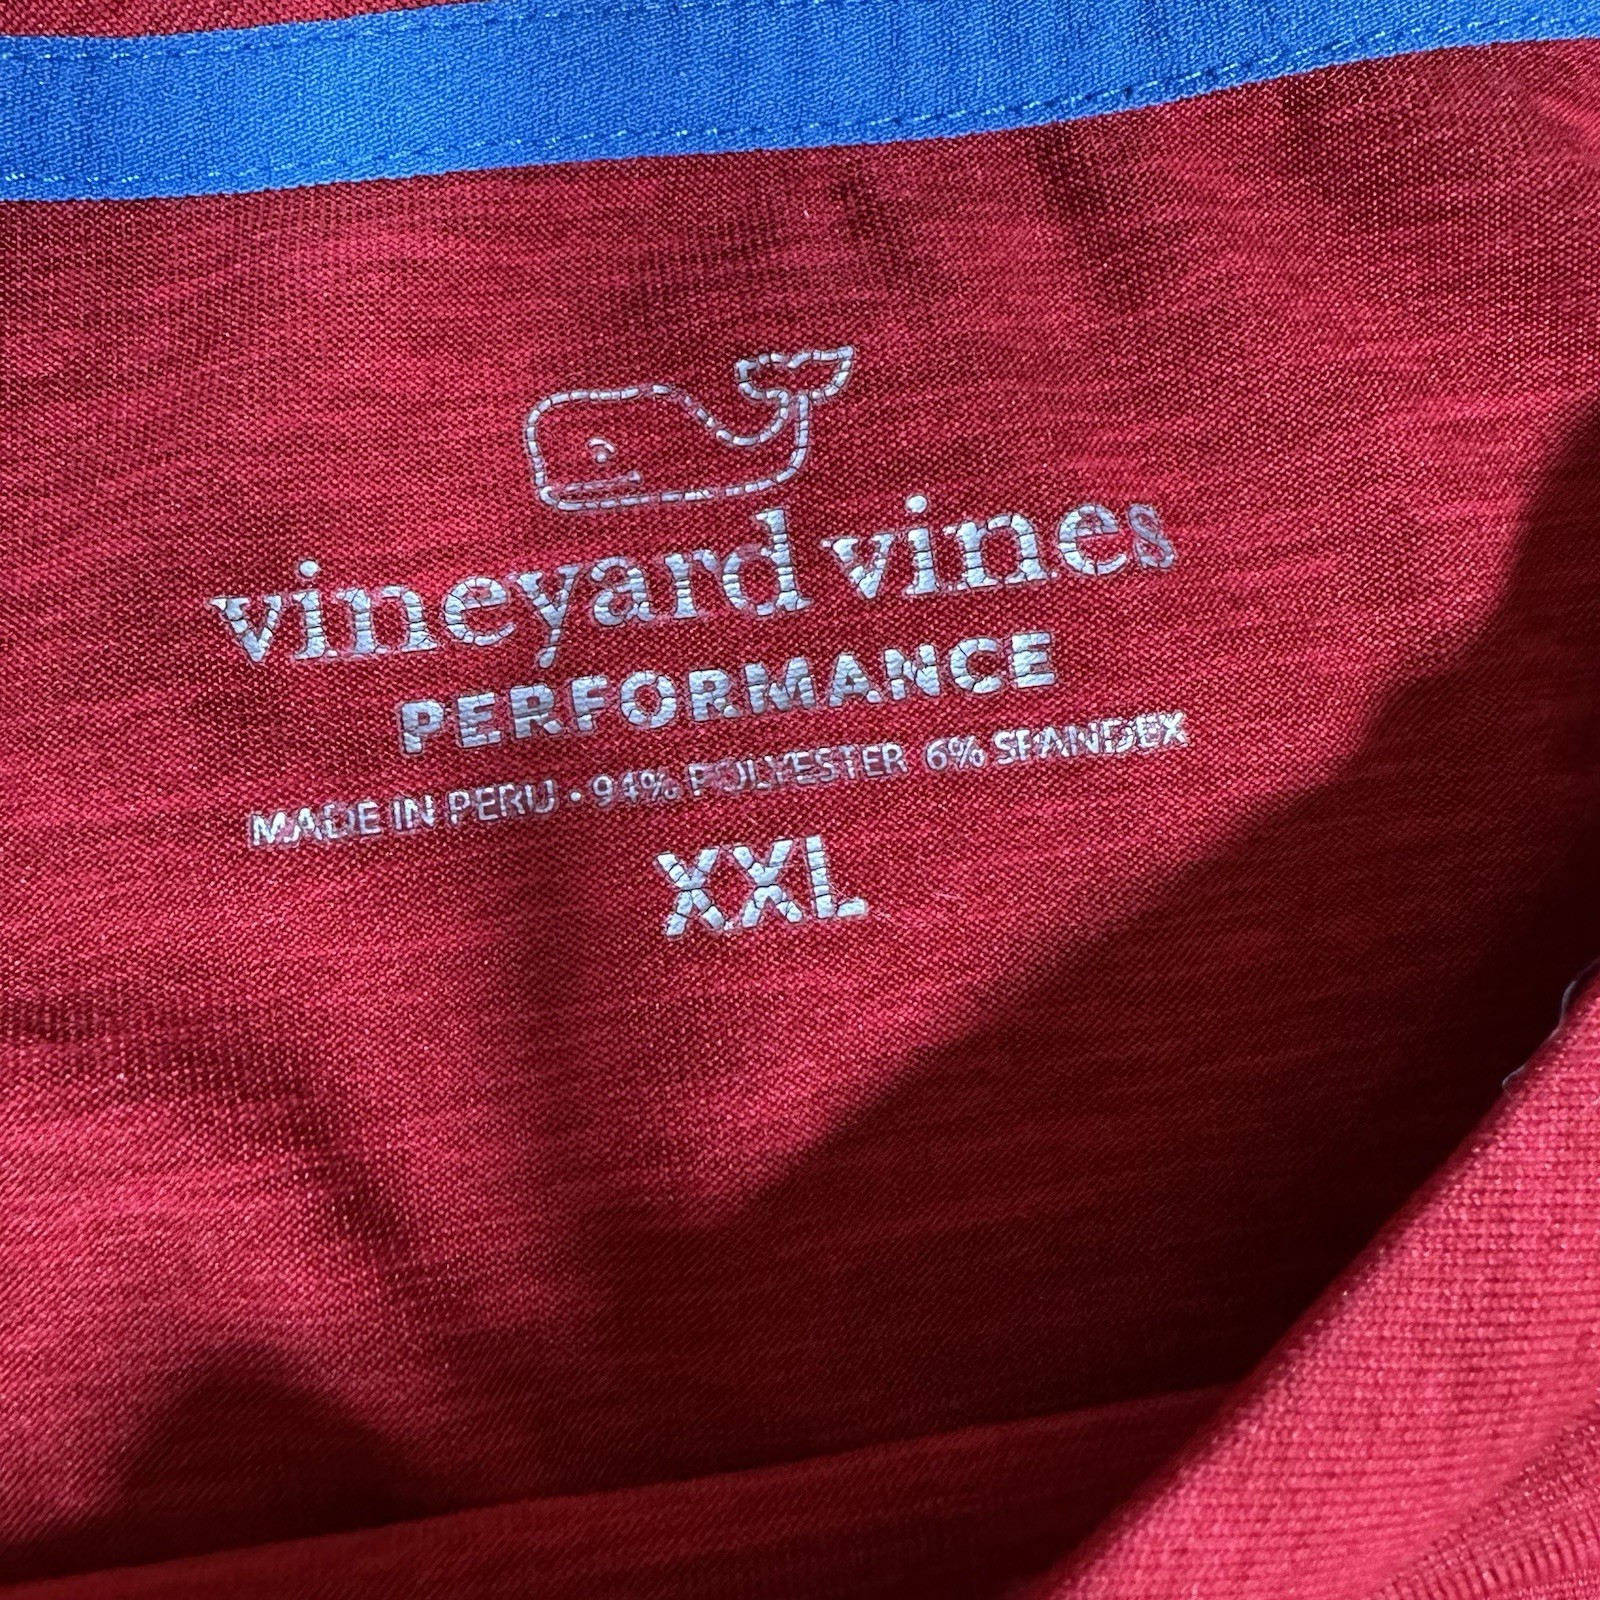 vineyard vines
PERFORMANCE
MADE IN PERU • 94% POLYESTER 6% SPANDEX
XXL